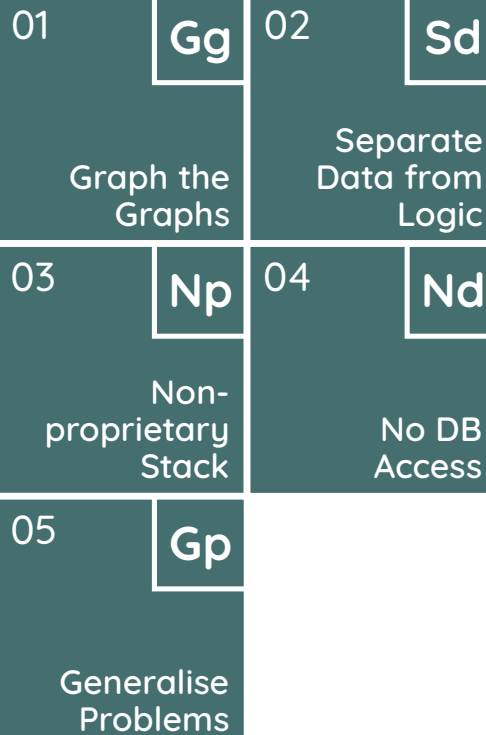 01
Gg
Graph the
Graphs
02
Sd
Separate
Data from
Logic
03
Np
Non-
proprietary
Stack
04
Nd
No DB
Access
05
Gp
Generalise
Problems